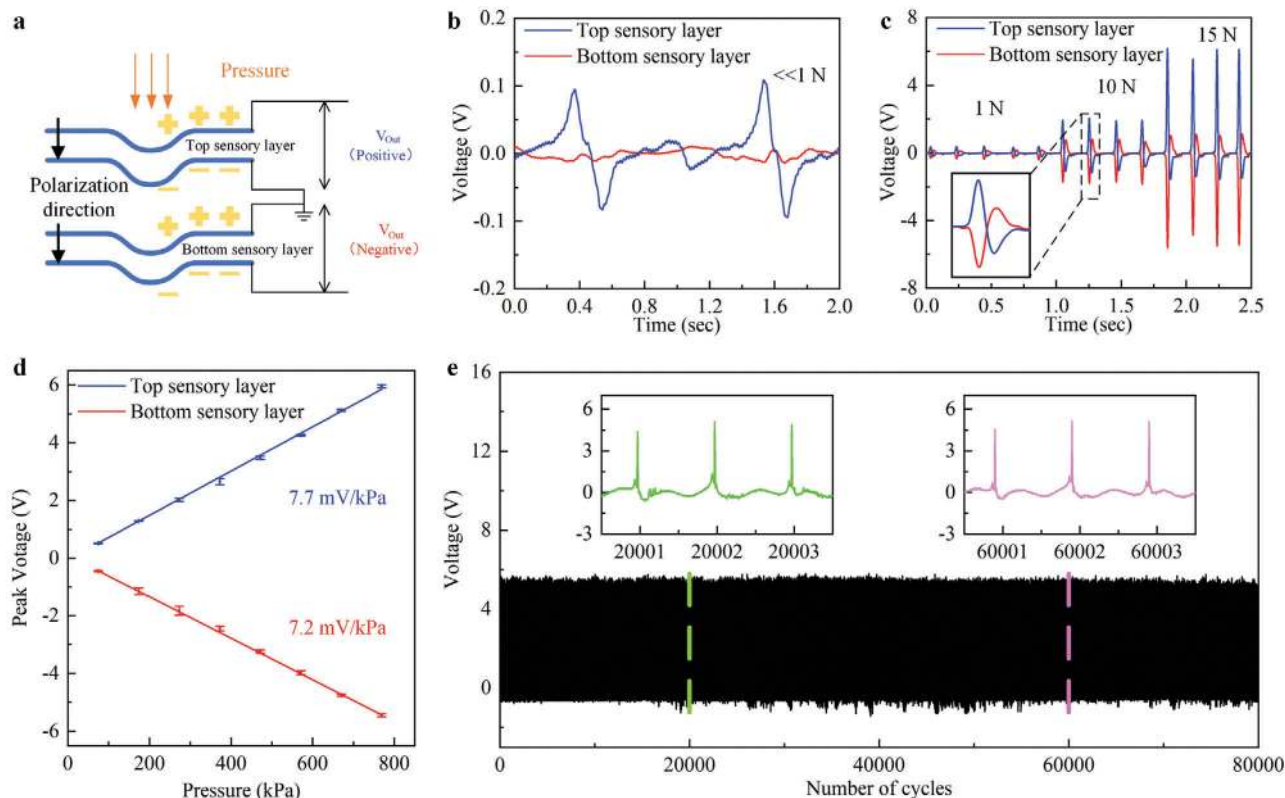 a
Pressure
Top sensory layer
V_Out
(Positive)
Polarization
direction
Bottom sensory layer
V_Out
(Negative)
b
Top sensory layer
Bottom sensory layer
<<1 N
0.2
0.1
0.0
-0.1
-0.2
Voltage (V)
0.0 0.4 0.8 1.2 1.6 2.0
Time (sec)
c
Top sensory layer
Bottom sensory layer
15 N
10 N
1 N
8
4
0
-4
-8
Voltage (V)
0.0 0.5 1.0 1.5 2.0 2.5
Time (sec)
d
Top sensory layer
Bottom sensory layer
7.7 mV/kPa
7.2 mV/kPa
6
4
2
0
-2
-4
-6
Peak Votage (V)
0 200 400 600 800
Pressure (kPa)
e
16
12
8
4
0
Voltage (V)
6
3
0
-3
20001 20002 20003
6
3
0
-3
60001 60002 60003
0 20000 40000 60000 80000
Number of cycles